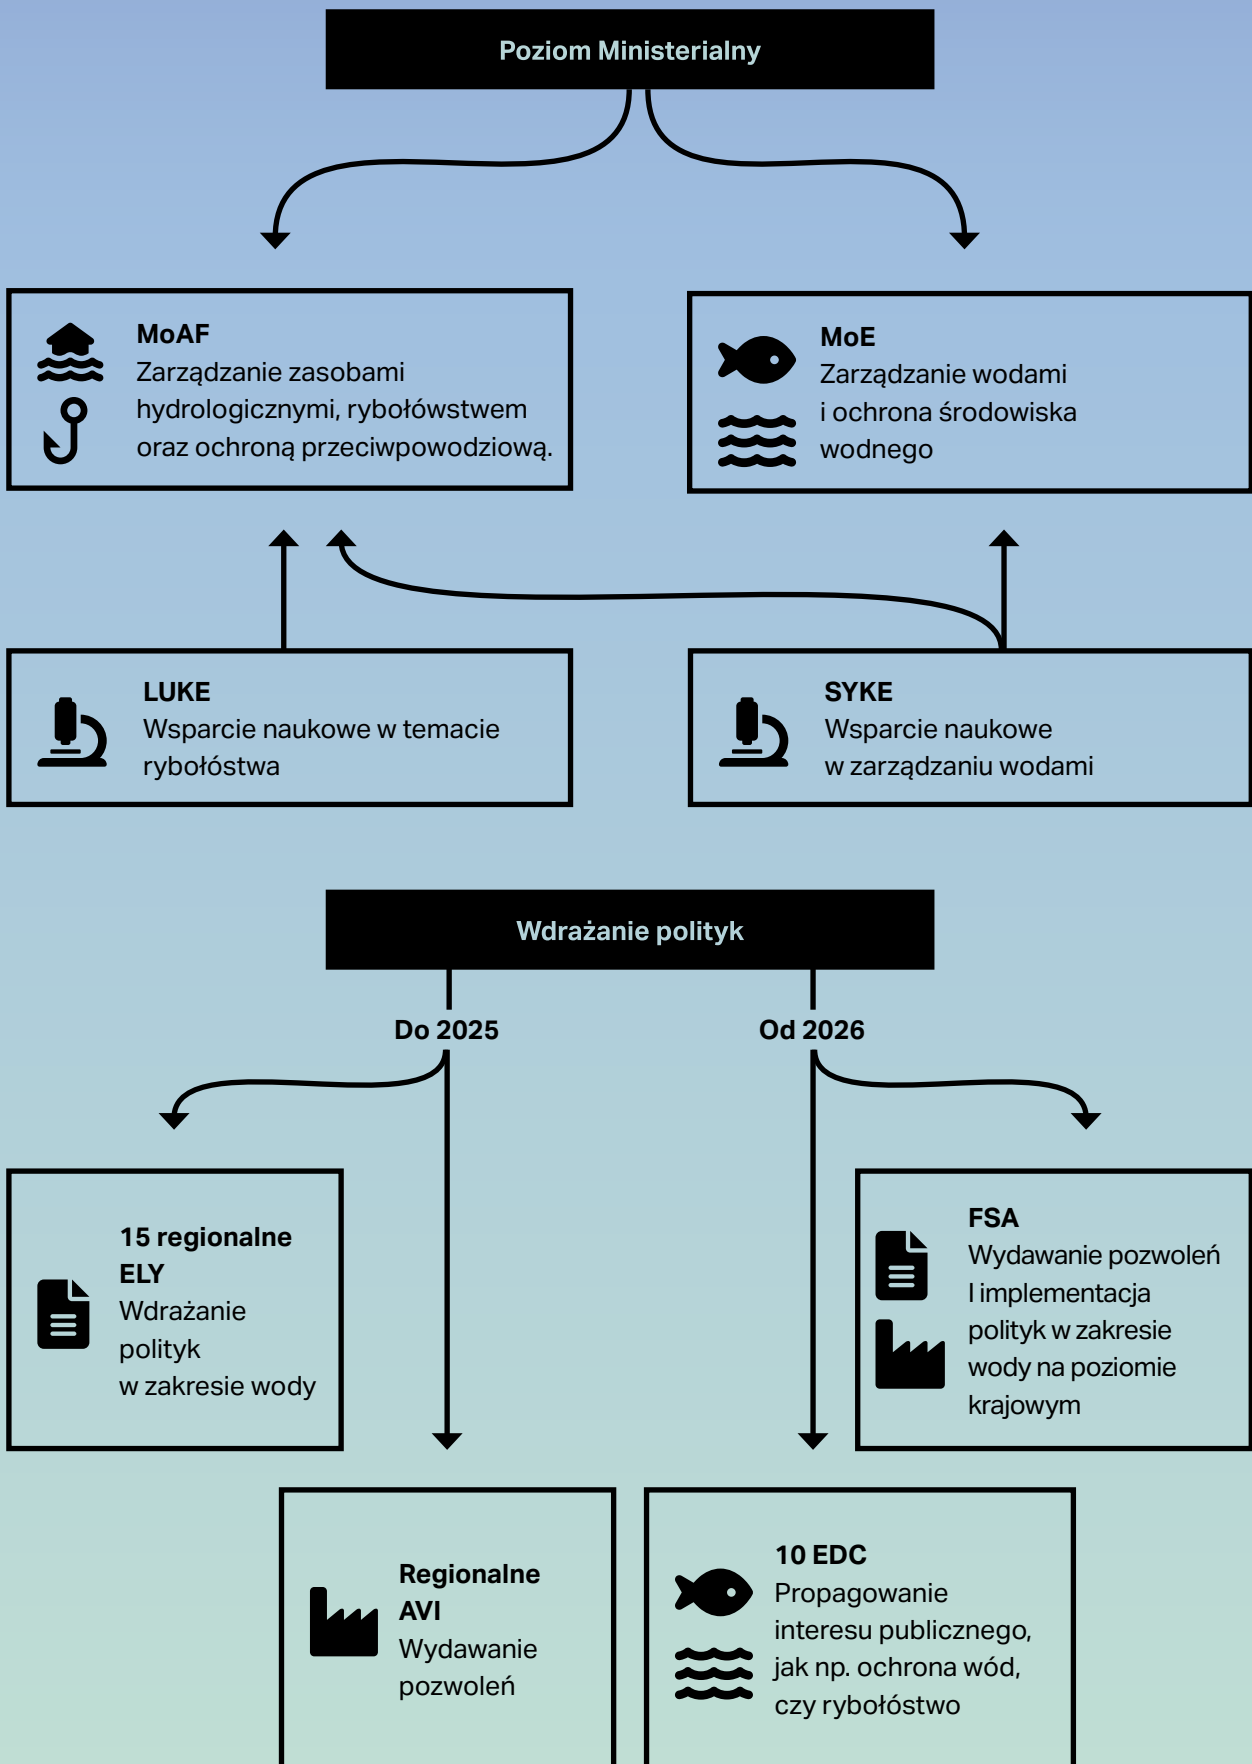 Poziom Ministerialny
MoAF
Zarządzanie zasobami
hydrologicznymi, rybołówstwem
oraz ochroną przeciwpowodziową.
MoE
Zarządzanie wodami
i ochrona środowiska
wodnego
LUKE
Wsparcie naukowe w temacie
rybołóstwa
SYKE
Wsparcie naukowe
w zarządzaniu wodami
Wdrażanie polityk
Do 2025
Od 2026
15 regionalne
ELY
Wdrażanie
polityk
w zakresie wody
FSA
Wydawanie pozwoleń
I implementacja
polityk w zakresie
wody na poziomie
krajowym
Regionalne
AVI
Wydawanie
pozwoleń
10 EDC
Propagowanie
interesu publicznego,
jak np. ochrona wód,
czy rybołóstwo